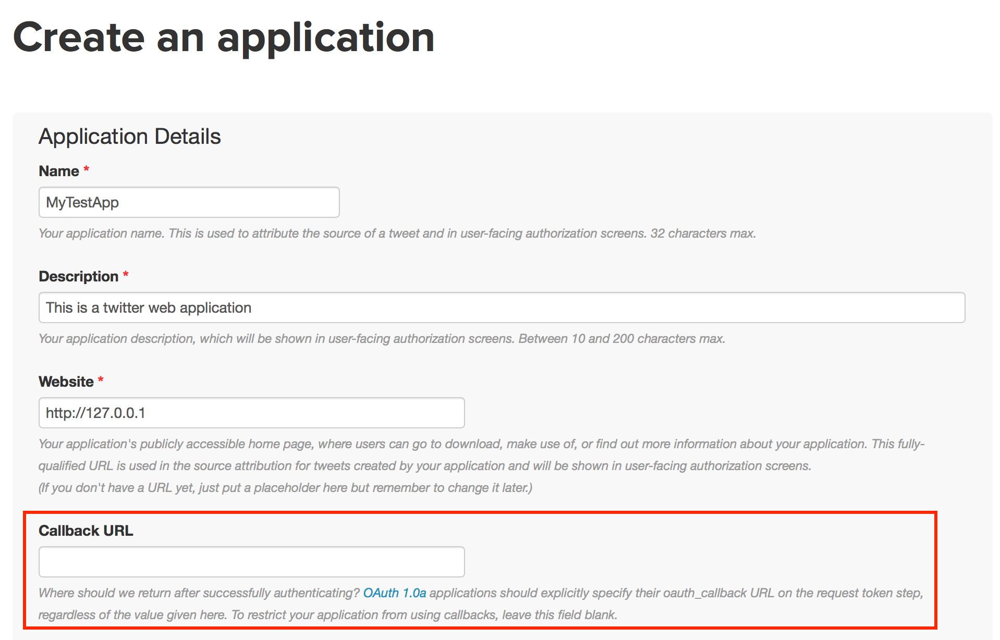 Create an application
Application Details
Name *
MyTestApp
Your application name. This is used to attribute the source of a tweet and in user-facing authorization screens. 32 characters max.
Description *
This is a twitter web application
Your application description, which will be shown in user-facing authorization screens. Between 10 and 200 characters max.
Website *
http://127.0.0.1
Your application's publicly accessible home page, where users can go to download, make use of, or find out more information about your application. This fully-
qualified URL is used in the source attribution for tweets created by your application and will be shown in user-facing authorization screens.
(If you don't have a URL yet, just put a placeholder here but remember to change it later.)
Callback URL
Where should we return after successfully authenticating? OAuth 1.0a applications should explicitly specify their oauth_callback URL on the request token step,
regardless of the value given here. To restrict your application from using callbacks, leave this field blank.